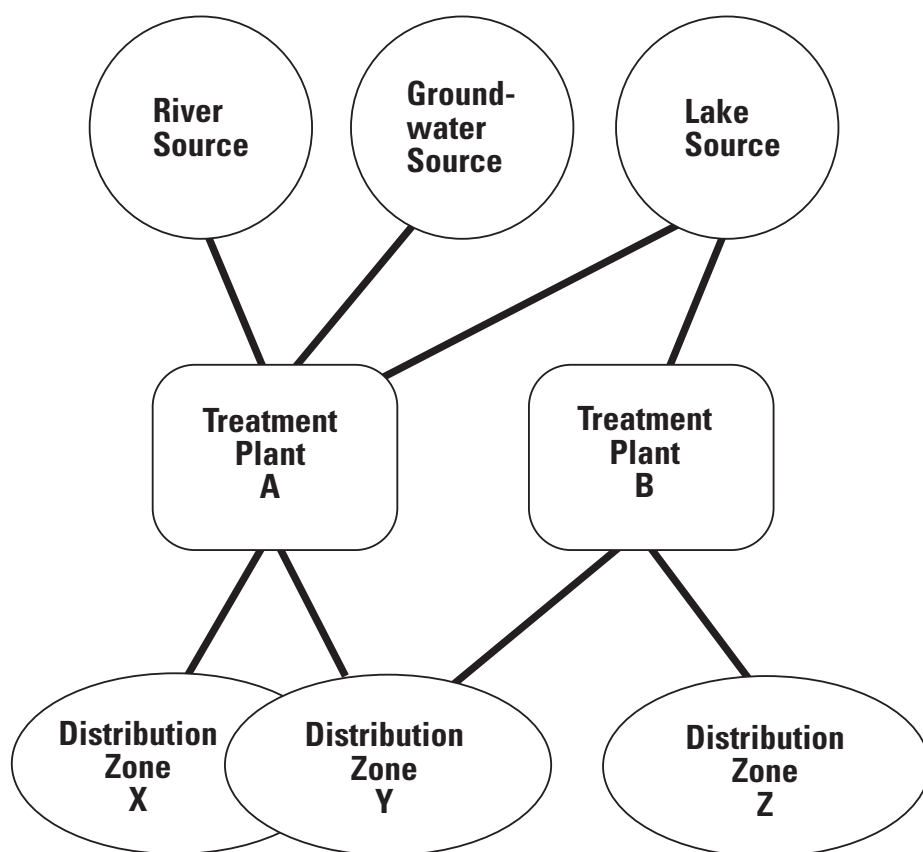 River
Source
Ground-
water
Source
Lake
Source
Treatment
Plant
A
Treatment
Plant
B
Distribution
Zone
X
Distribution
Zone
Y
Distribution
Zone
Z